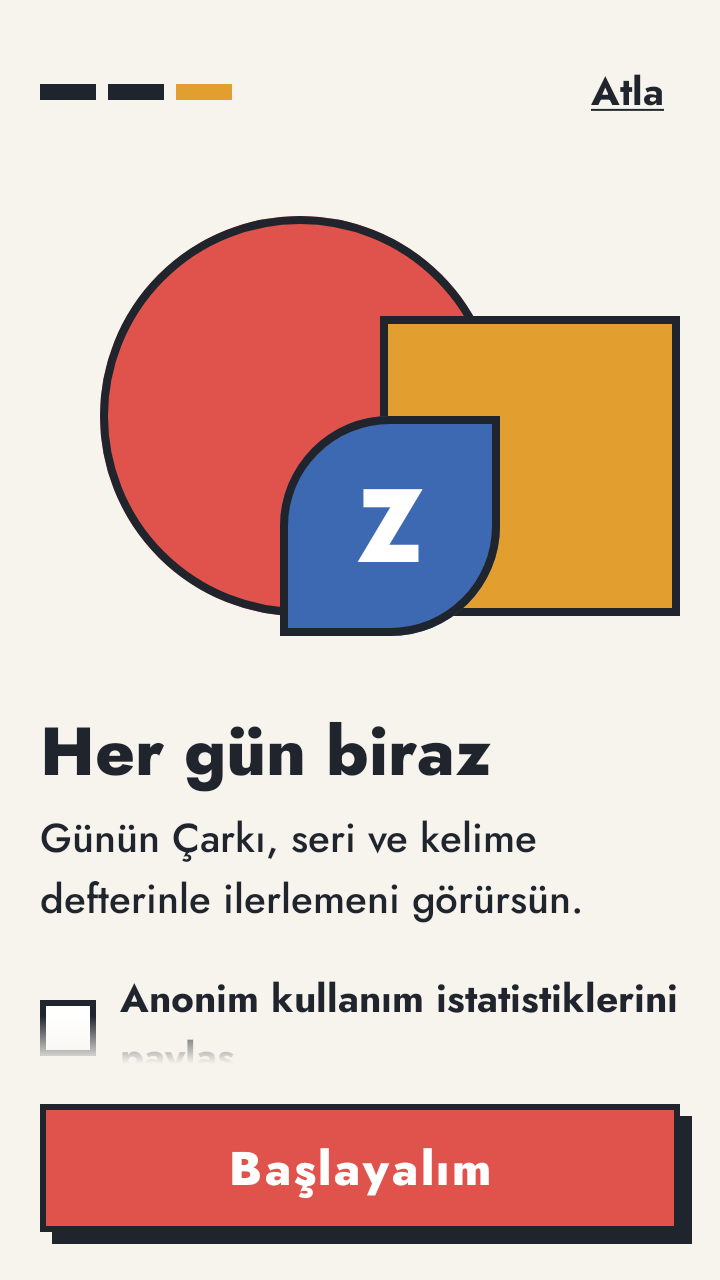 Atla
Z
Her gün biraz
Günün Çarkı, seri ve kelime
defterinle ilerlemeni görürsün.
Anonim kullanım istatistiklerini
Başlayalım